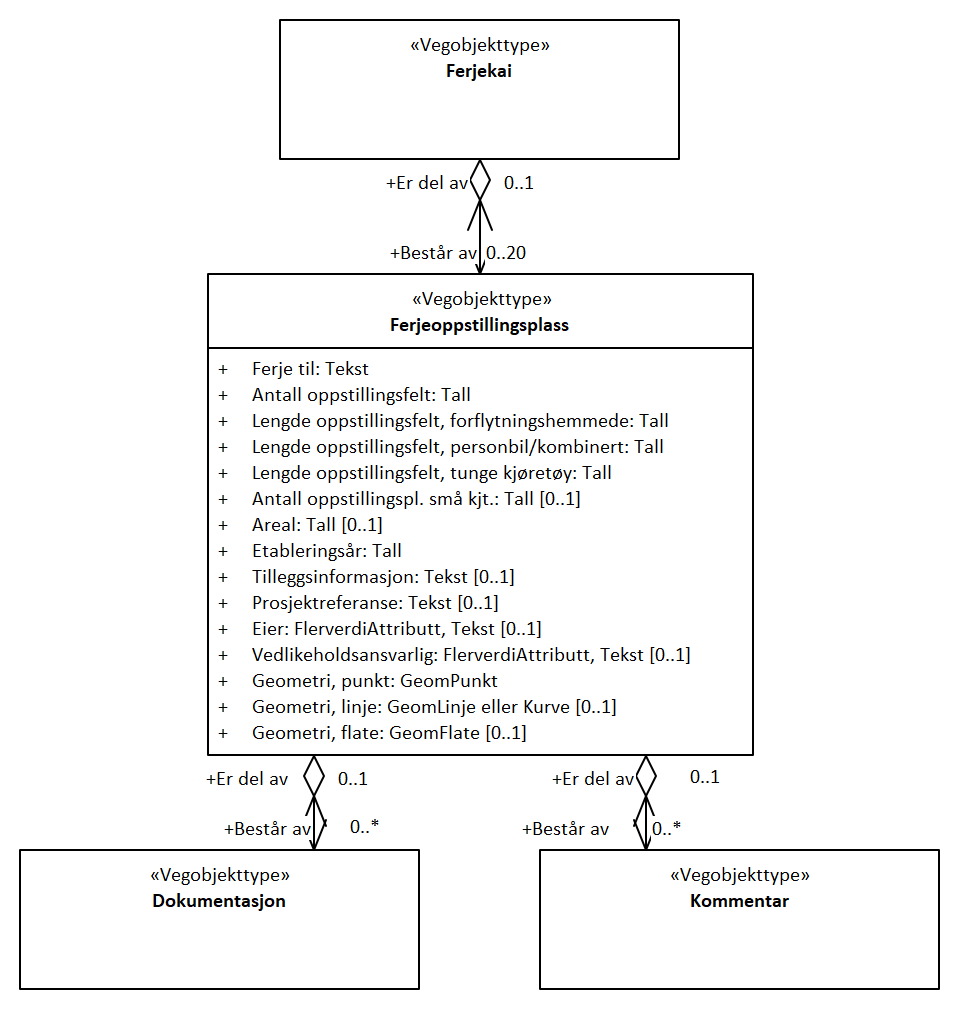 «Vegobjekttype»
Ferjekai
+Er del av 0..1
+Består av 0..20
«Vegobjekttype»
Ferjeoppstillingsplass
+ Ferje til: Tekst
+ Antall oppstillingsfelt: Tall
+ Lengde oppstillingsfelt, forflytningshemmede: Tall
+ Lengde oppstillingsfelt, personbil/kombinert: Tall
+ Lengde oppstillingsfelt, tunge kjøretøy: Tall
+ Antall oppstillingspl. små kjt.: Tall [0..1]
+ Areal: Tall [0..1]
+ Etableringsår: Tall
+ Tilleggsinformasjon: Tekst [0..1]
+ Prosjektreferanse: Tekst [0..1]
+ Eier: FlerverdiAttributt, Tekst [0..1]
+ Vedlikeholdsansvarlig: FlerverdiAttributt, Tekst [0..1]
+ Geometri, punkt: GeomPunkt
+ Geometri, linje: GeomLinje eller Kurve [0..1]
+ Geometri, flate: GeomFlate [0..1]
+Er del av 0..1 +Er del av 0..1
+Består av 0..* +Består av 0..*
«Vegobjekttype»
Dokumentasjon
«Vegobjekttype»
Kommentar